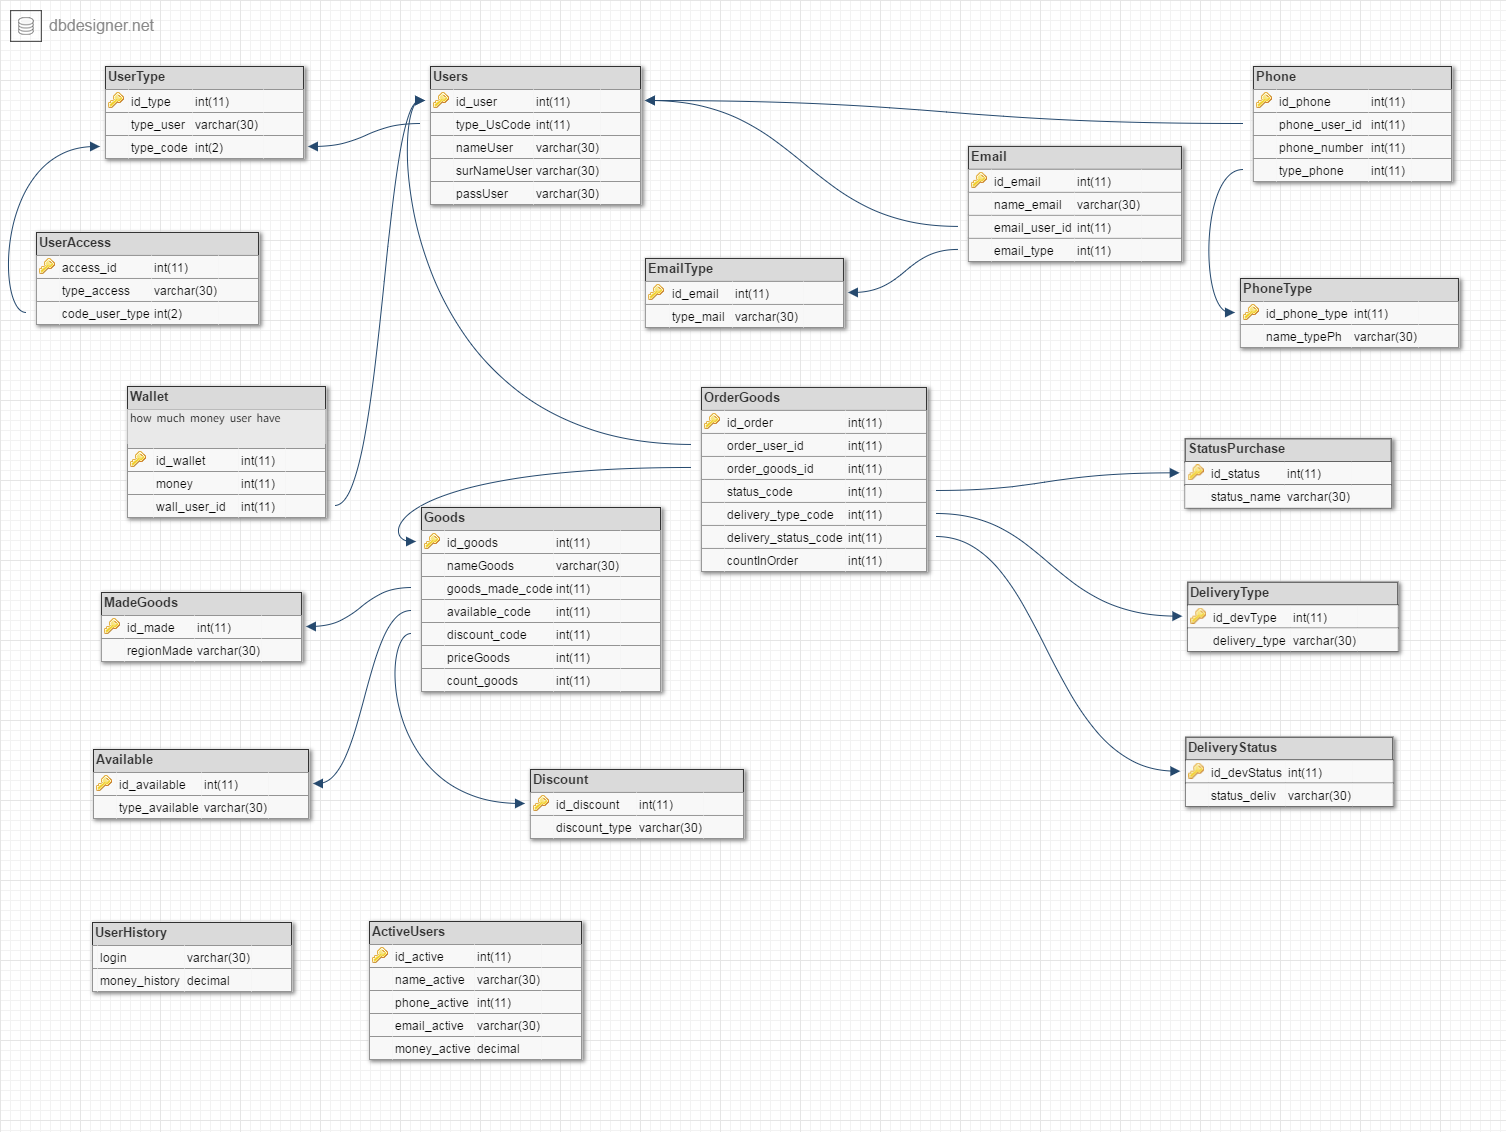 dbdesigner.net
UserType
id_type int(11)
type_user varchar(30)
type_code int(2)
Users
id_user int(11)
type_UsCode int(11)
nameUser varchar(30)
surNameUser varchar(30)
passUser varchar(30)
Phone
id_phone int(11)
phone_user_id int(11)
phone_number int(11)
type_phone int(11)
Email
id_email int(11)
name_email varchar(30)
email_user_id int(11)
email_type int(11)
UserAccess
access_id int(11)
type_access varchar(30)
code_user_type int(2)
EmailType
id_email int(11)
type_mail varchar(30)
PhoneType
id_phone_type int(11)
name_typePh varchar(30)
Wallet
how much money user have
id_wallet int(11)
money int(11)
wall_user_id int(11)
OrderGoods
id_order int(11)
order_user_id int(11)
order_goods_id int(11)
status_code int(11)
delivery_type_code int(11)
delivery_status_code int(11)
countInOrder int(11)
StatusPurchase
id_status int(11)
status_name varchar(30)
Goods
id_goods int(11)
nameGoods varchar(30)
goods_made_code int(11)
available_code int(11)
discount_code int(11)
priceGoods int(11)
count_goods int(11)
MadeGoods
id_made int(11)
regionMade varchar(30)
DeliveryType
id_devType int(11)
delivery_type varchar(30)
Available
id_available int(11)
type_available varchar(30)
Discount
id_discount int(11)
discount_type varchar(30)
DeliveryStatus
id_devStatus int(11)
status_deliv varchar(30)
UserHistory
login varchar(30)
money_history decimal
ActiveUsers
id_active int(11)
name_active varchar(30)
phone_active int(11)
email_active varchar(30)
money_active decimal